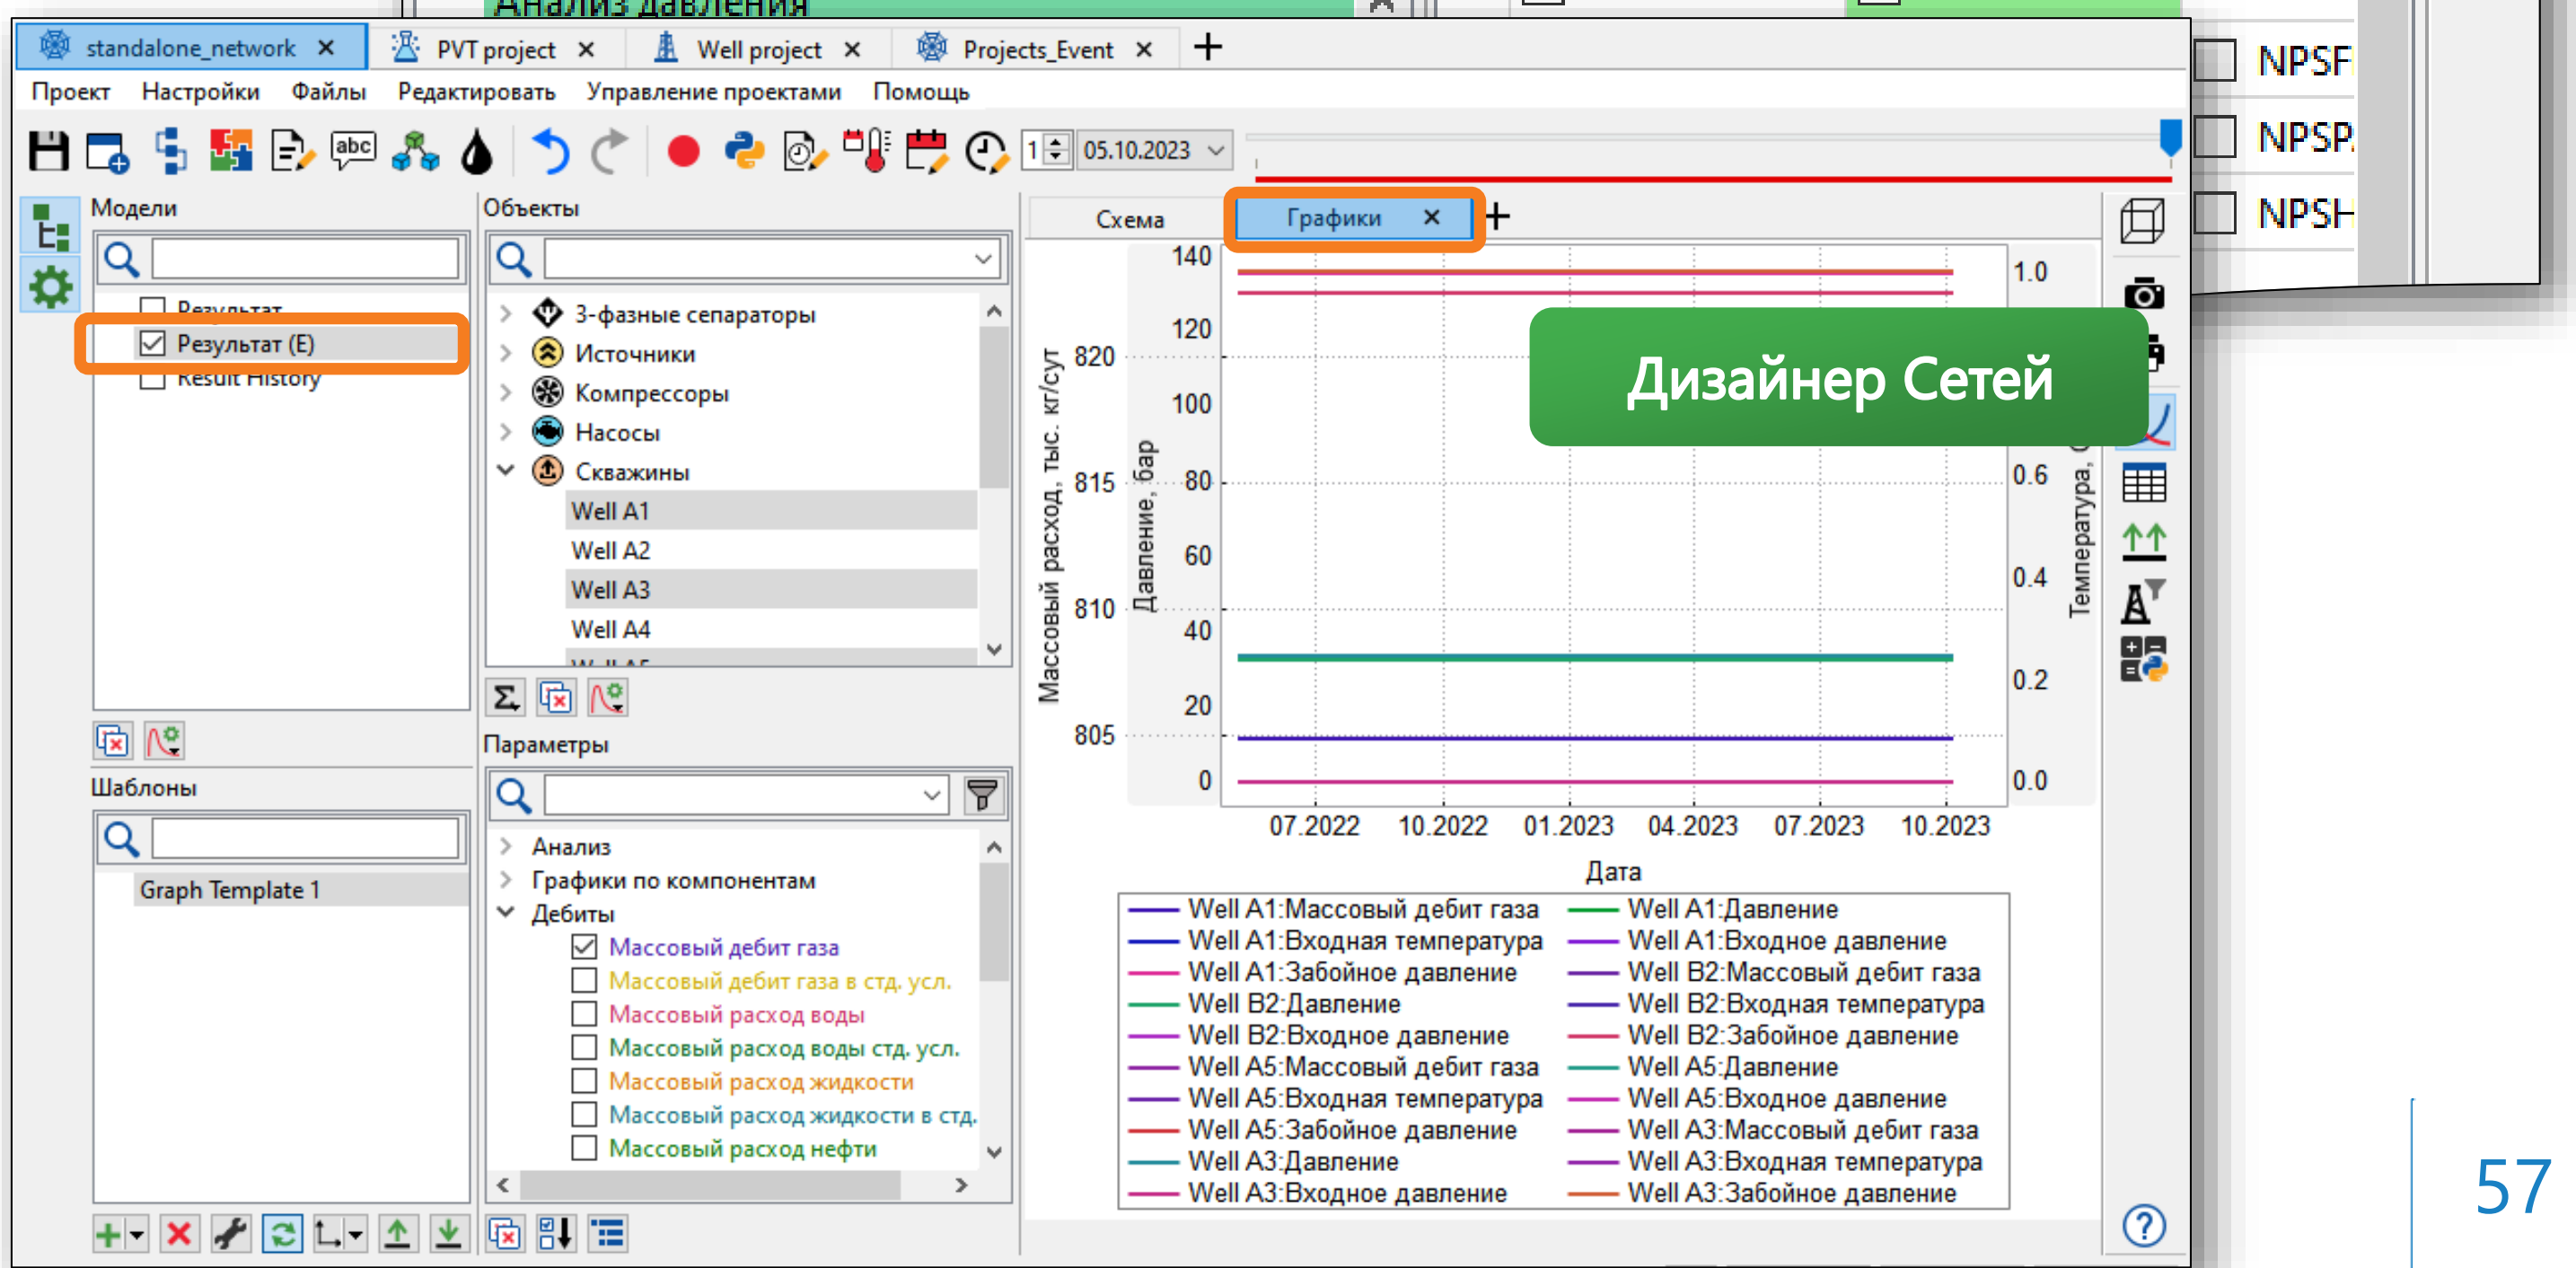 Анализ давления
NPSF
NPSP
NPSH
standalone_network
PVT project
Well project
Projects_Event
Проект
Настройки
Файлы
Редактировать
Управление проектами
Помощь
abc
1
05.10.2023
Модели
Результат
Результат (E)
Result History
Шаблоны
Graph Template 1
Объекты
3-фазные сепараторы
Источники
Компрессоры
Насосы
Скважины
Well A1
Well A2
Well A3
Well A4
Well A5
Параметры
Анализ
Графики по компонентам
Дебиты
Массовый дебит газа
Массовый дебит газа в стд. усл.
Массовый расход воды
Массовый расход воды стд. усл.
Массовый расход жидкости
Массовый расход жидкости в стд.
Массовый расход нефти
Схема
Графики
Дизайнер Сетей
Массовый расход, тыс. кг/сут
820
815
810
805
Давление, бар
140
120
100
80
60
40
20
0
1.0
0.6
0.4
0.2
0.0
Температура,
07.2022 10.2022 01.2023 04.2023 07.2023 10.2023
Дата
Well A1:Массовый дебит газа Well A1:Давление
Well A1:Входная температура Well A1:Входное давление
Well A1:Забойное давление Well B2:Массовый дебит газа
Well B2:Давление Well B2:Входная температура
Well B2:Входное давление Well B2:Забойное давление
Well A5:Массовый дебит газа Well A5:Давление
Well A5:Входная температура Well A5:Входное давление
Well A5:Забойное давление Well A3:Массовый дебит газа
Well A3:Давление Well A3:Входная температура
Well A3:Входное давление Well A3:Забойное давление
57